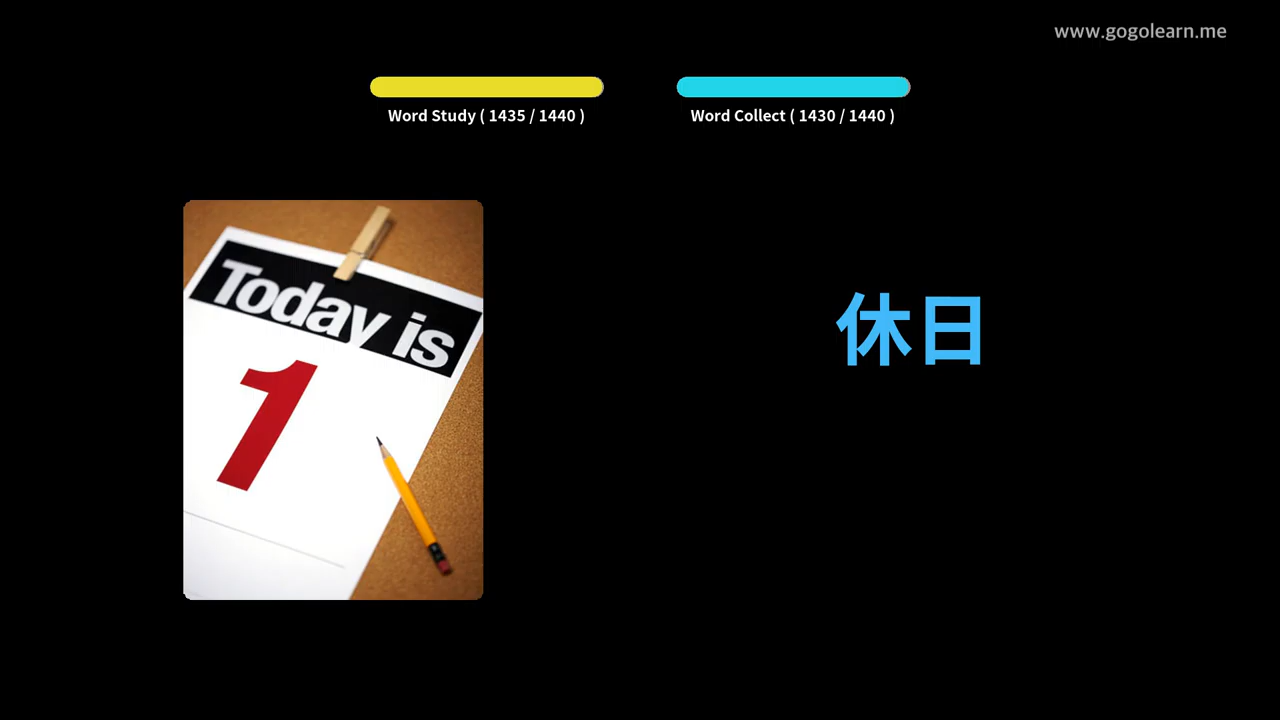 www.gogolearn.me
Word Study ( 1435 / 1440 )
Word Collect ( 1430 / 1440 )
Today is
1
休日